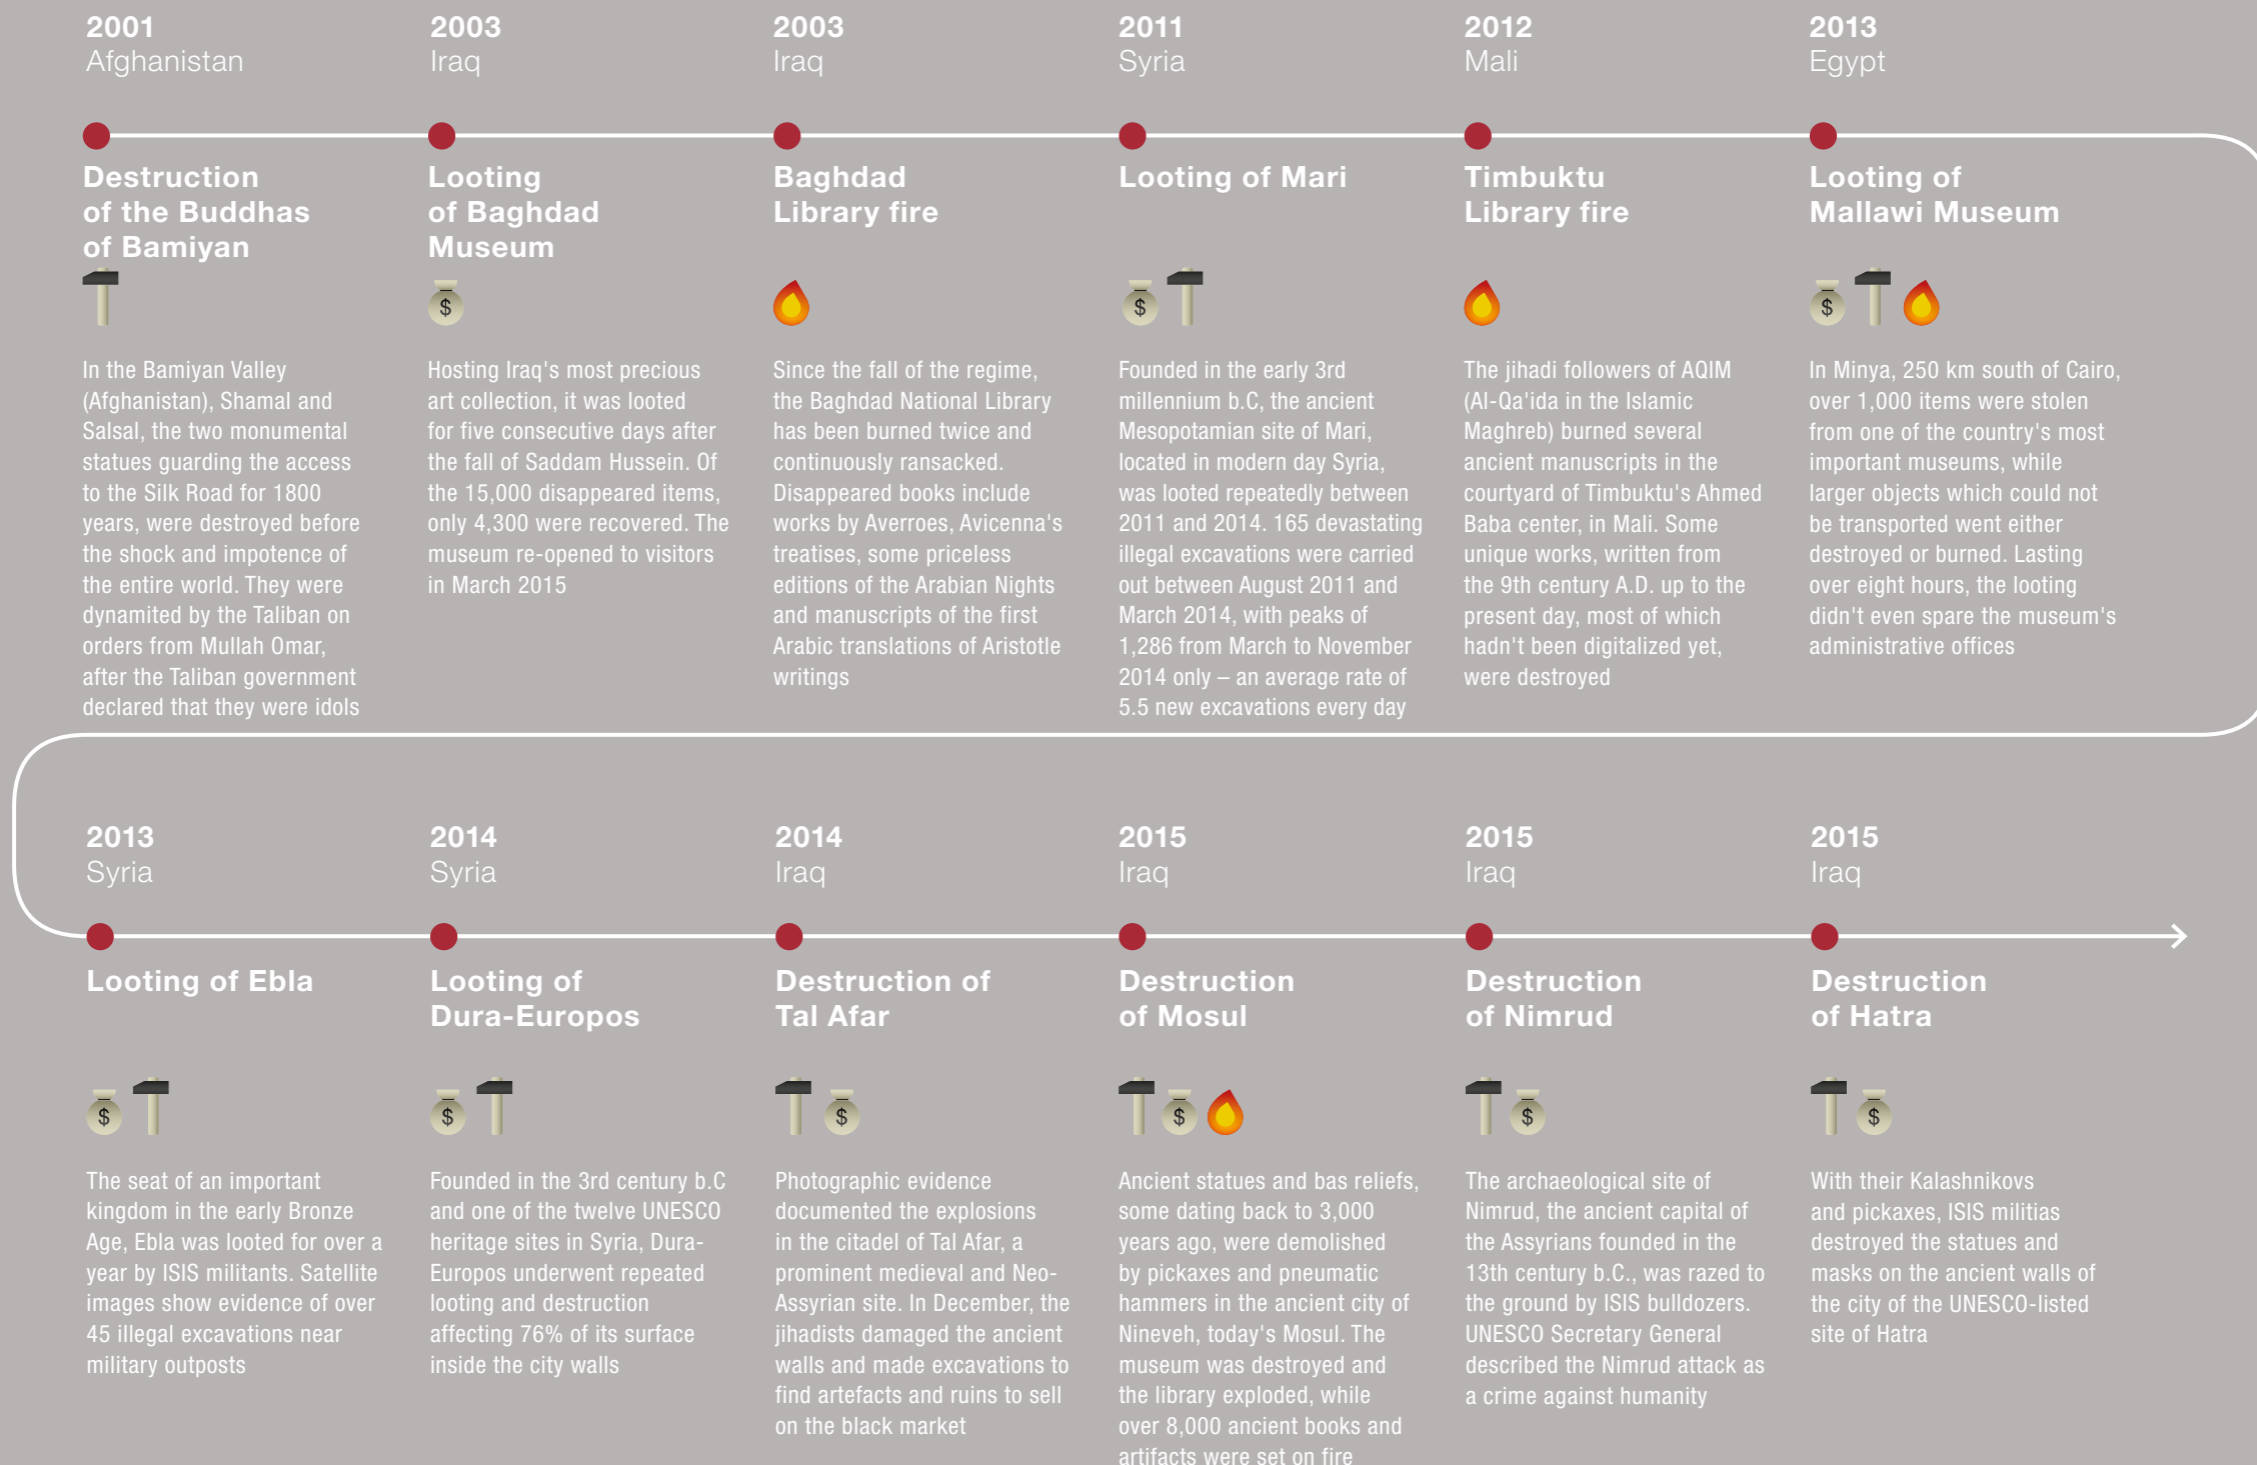 2001
Afghanistan
Destruction
of the Buddhas
of Bamiyan
In the Bamiyan Valley
(Afghanistan), Shamal and
Salsal, the two monumental
statues guarding the access
to the Silk Road for 1800
years, were destroyed before
the shock and impotence of
the entire world. They were
dynamited by the Taliban on
orders from Mullah Omar,
after the Taliban government
declared that they were idols
2003
Iraq
Looting
of Baghdad
Museum
$
Hosting Iraq's most precious
art collection, it was looted
for five consecutive days after
the fall of Saddam Hussein. Of
the 15,000 disappeared items,
only 4,300 were recovered. The
museum re-opened to visitors
in March 2015
2003
Iraq
Baghdad
Library fire
Since the fall of the regime,
the Baghdad National Library
has been burned twice and
continuously ransacked.
Disappeared books include
works by Averroes, Avicenna's
treatises, some priceless
editions of the Arabian Nights
and manuscripts of the first
Arabic translations of Aristotle
writings
2011
Syria
Looting of Mari
$
Founded in the early 3rd
millennium b.C, the ancient
Mesopotamian site of Mari,
located in modern day Syria,
was looted repeatedly between
2011 and 2014. 165 devastating
illegal excavations were carried
out between August 2011 and
March 2014, with peaks of
1,286 from March to November
2014 only – an average rate of
5.5 new excavations every day
2012
Mali
Timbuktu
Library fire
The jihadi followers of AQIM
(Al-Qa'ida in the Islamic
Maghreb) burned several
ancient manuscripts in the
courtyard of Timbuktu's Ahmed
Baba center, in Mali. Some
unique works, written from
the 9th century A.D. up to the
present day, most of which
hadn't been digitalized yet,
were destroyed
2013
Egypt
Looting of
Mallawi Museum
$
In Minya, 250 km south of Cairo,
over 1,000 items were stolen
from one of the country's most
important museums, while
larger objects which could not
be transported went either
destroyed or burned. Lasting
over eight hours, the looting
didn't even spare the museum's
administrative offices
2013
Syria
Looting of Ebla
$
The seat of an important
kingdom in the early Bronze
Age, Ebla was looted for over a
year by ISIS militants. Satellite
images show evidence of over
45 illegal excavations near
military outposts
2014
Syria
Looting of
Dura-Europos
$
Founded in the 3rd century b.C
and one of the twelve UNESCO
heritage sites in Syria, Dura-
Europos underwent repeated
looting and destruction
affecting 76% of its surface
inside the city walls
2014
Iraq
Destruction of
Tal Afar
$
Photographic evidence
documented the explosions
in the citadel of Tal Afar, a
prominent medieval and Neo-
Assyrian site. In December, the
jihadists damaged the ancient
walls and made excavations to
find artefacts and ruins to sell
on the black market
2015
Iraq
Destruction
of Mosul
$
Ancient statues and bas reliefs,
some dating back to 3,000
years ago, were demolished
by pickaxes and pneumatic
hammers in the ancient city of
Nineveh, today's Mosul. The
museum was destroyed and
the library exploded, while
over 8,000 ancient books and
artifacts were set on fire
2015
Iraq
Destruction
of Nimrud
$
The archaeological site of
Nimrud, the ancient capital of
the Assyrians founded in the
13th century b.C., was razed to
the ground by ISIS bulldozers.
UNESCO Secretary General
described the Nimrud attack as
a crime against humanity
2015
Iraq
Destruction
of Hatra
$
With their Kalashnikovs
and pickaxes, ISIS militias
destroyed the statues and
masks on the ancient walls of
the city of the UNESCO-listed
site of Hatra